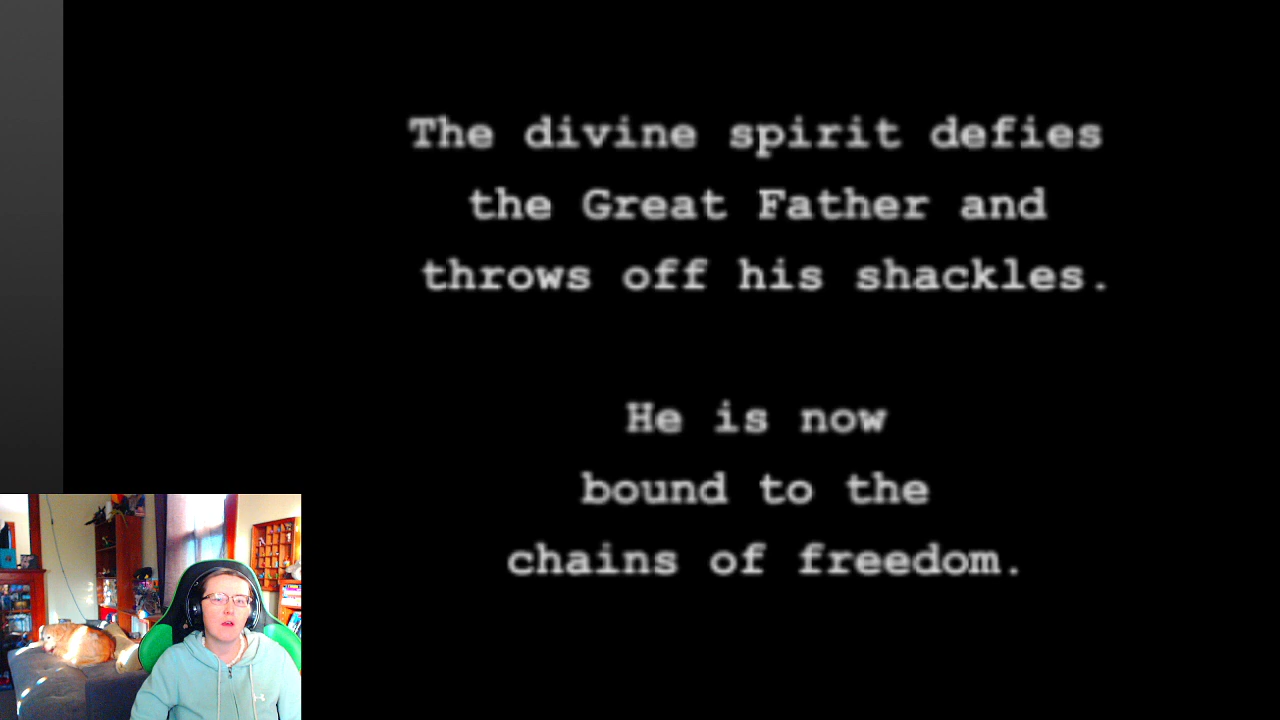 The divine spirit defies
the Great Father and
throws off his shackles.
He is now
bound to the
chains of freedom.